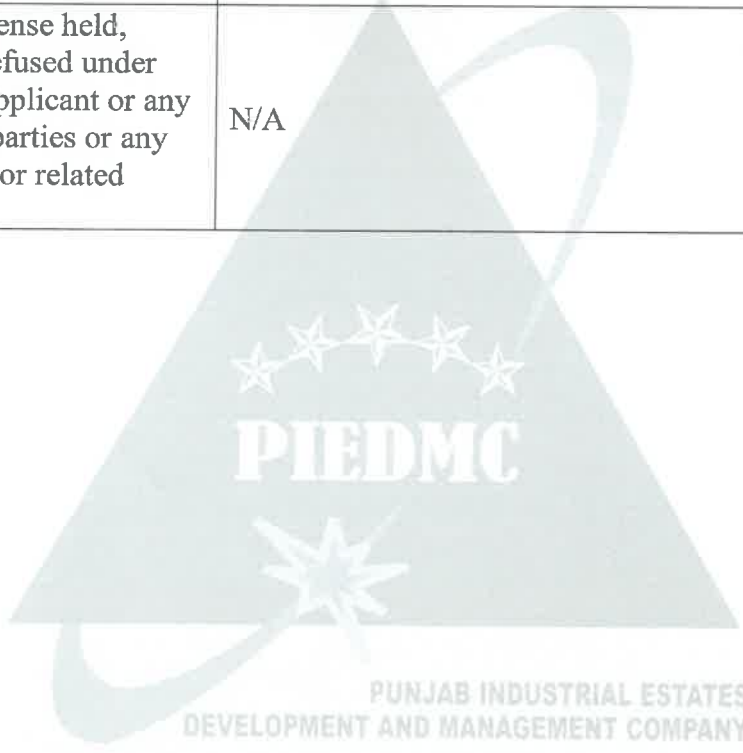 ense held,
efused under
pplicant or any
parties or any
or related
N/A
PIEDMC
PUNJAB INDUSTRIAL ESTATES
DEVELOPMENT AND MANAGEMENT COMPANY